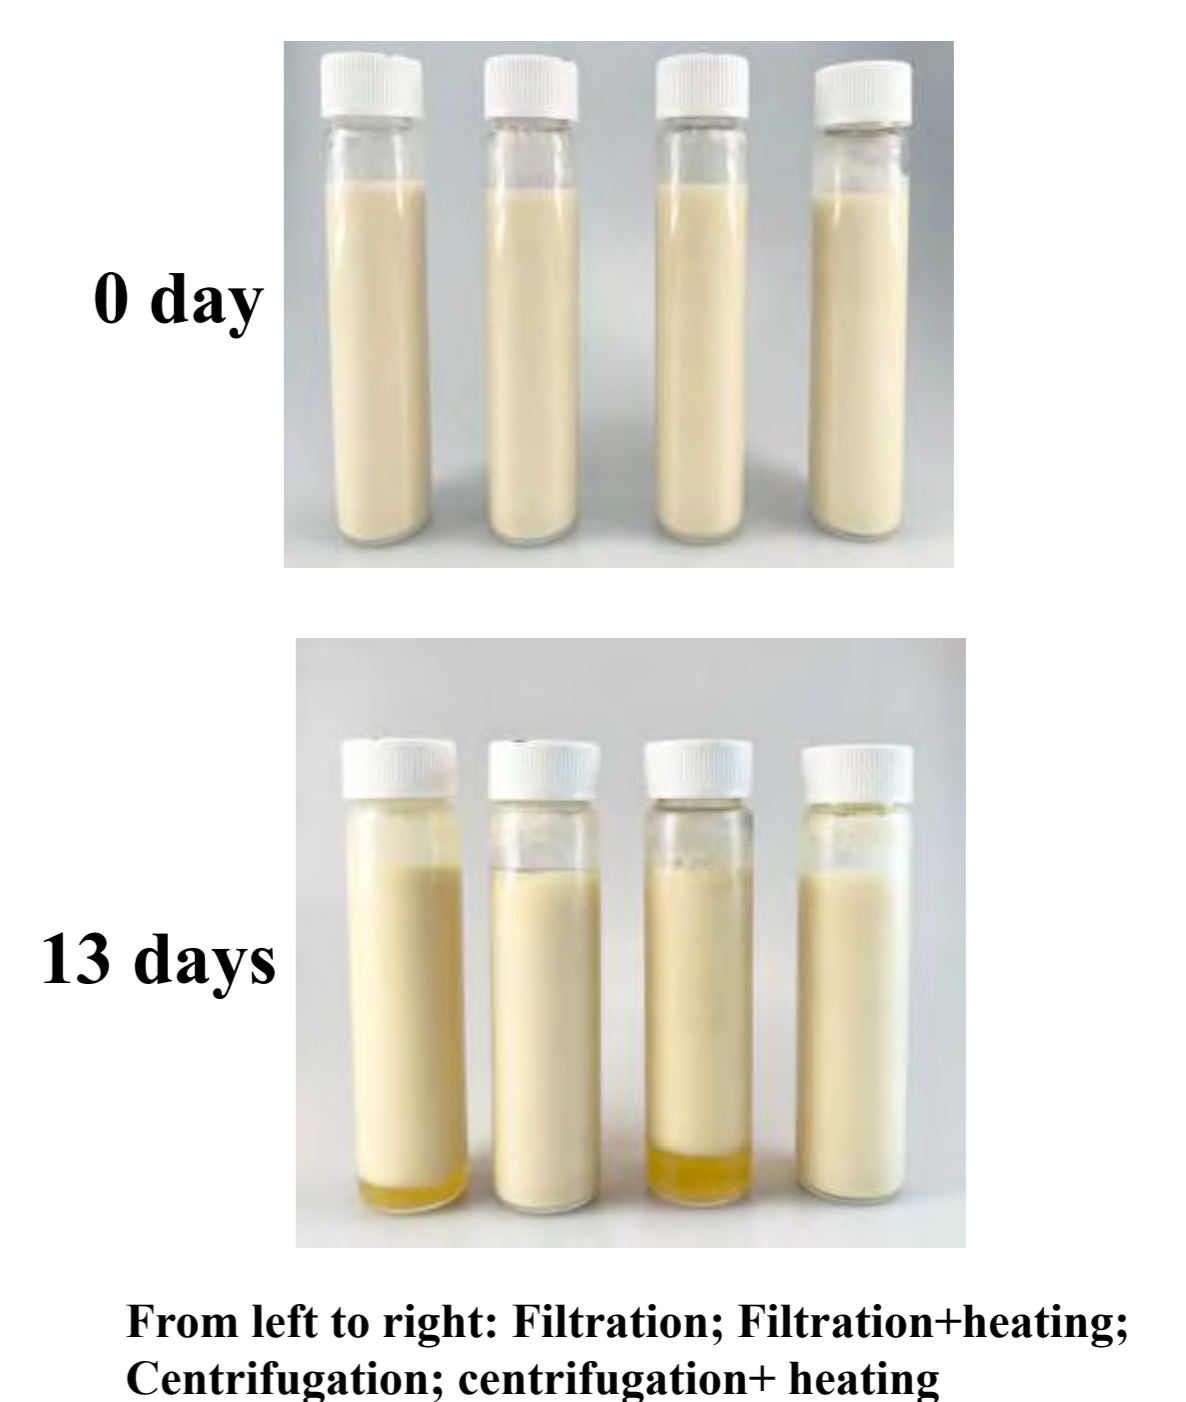 0 day
13 days
From left to right: Filtration; Filtration+heating;
Centrifugation; centrifugation+ heating